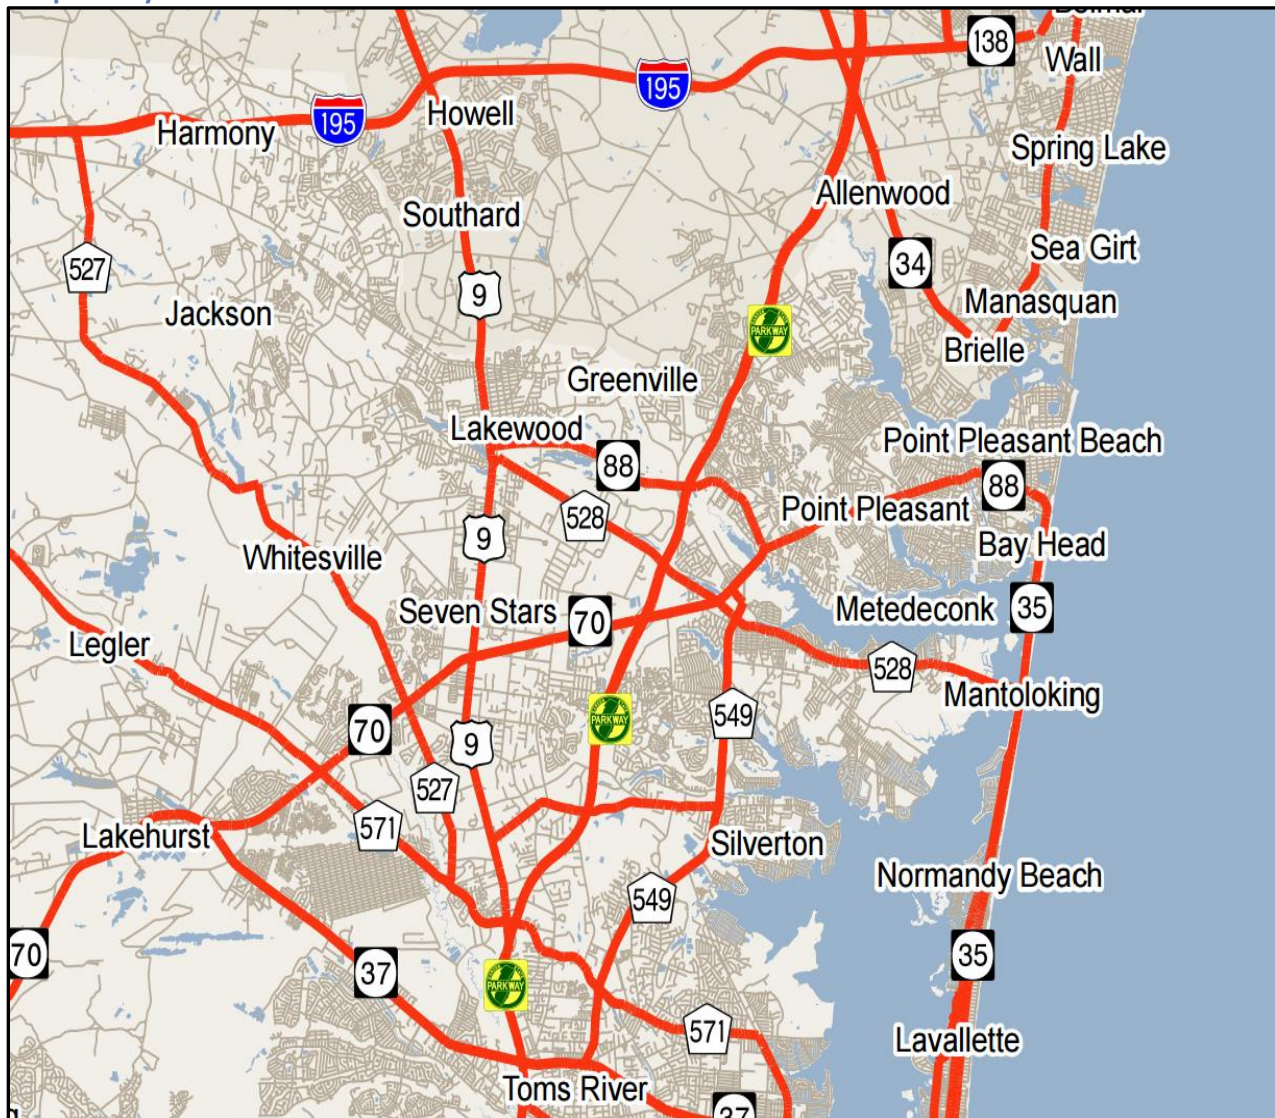 138
Wall
195
195
Howell
Harmony
Spring Lake
Allenwood
Southard
Sea Girt
34
527
9
Manasquan
Jackson
PARKWAY
Brielle
Greenville
Lakewood
Point Pleasant Beach
88
88
Point Pleasant
528
9
Bay Head
Whitesville
Metedeconk
35
Seven Stars
70
Legler
528
Mantoloking
549
PARKWAY
70
9
527
571
Lakehurst
Silverton
Normandy Beach
549
70
35
37
PARKWAY
571
Lavallette
Toms River
37